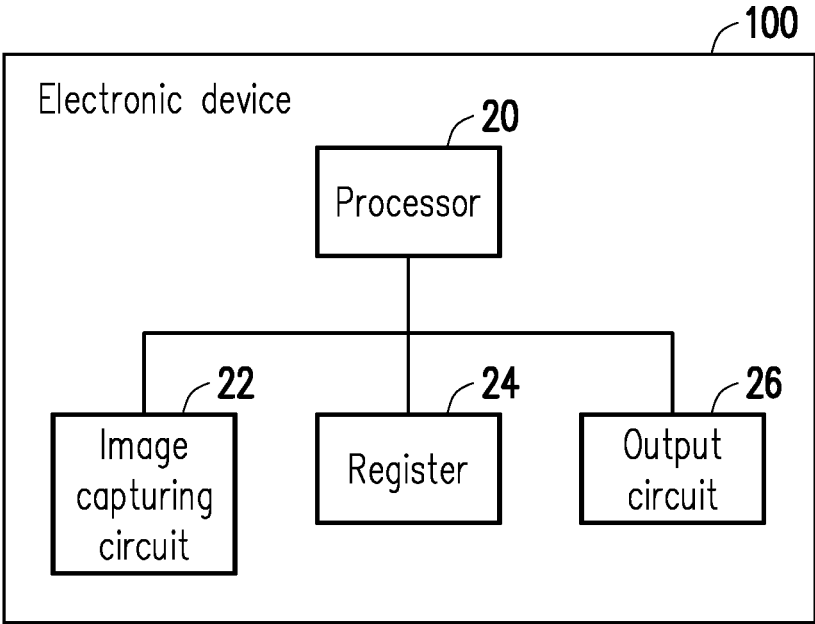 100
Electronic device
20
Processor
22
24
26
Image
capturing
circuit
Register
Output
circuit